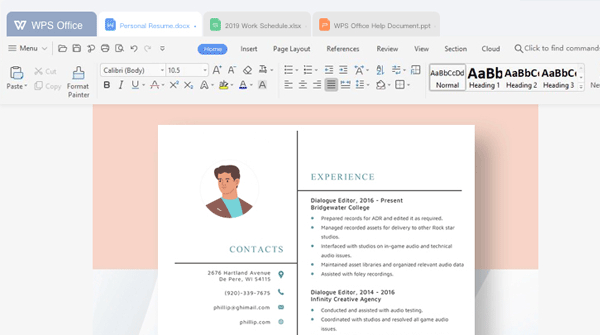 WPS Office
Personal Resume.docx
2019 Work Schedule.xlsx
WPS Office Help Document.ppt
Menu
Home
Insert
Page Layout
References
Review
View
Section
Cloud
Click to find command
Paste
Cut
Copy
Format
Painter
Calibri (Body)
10.5
AaBbCcDd
Normal
AaBb
Heading 1
AaBbC
Heading 2
AaBbC
Heading 3
Ne
EXPERIENCE
Dialogue Editor, 2016 - Present
Bridgewater College
Prepared records for ADR and edited it as required.
Managed recorded assets for delivery to other Rock star
studios.
Interfaced with studios on in-game audio and technical
audio issues.
Maintained asset libraries and organized relevant audio data
Assisted with foley recordings.
Dialogue Editor, 2014 - 2016
Infinity Creative Agency
Conducted and assisted with audio testing.
Coordinated with studios and resolved all game audio
issues.
CONTACTS
2676 Hartland Avenue
De Pere, WI 54115
(920)-339-7675
phillip@ghimail.com
phillip.com